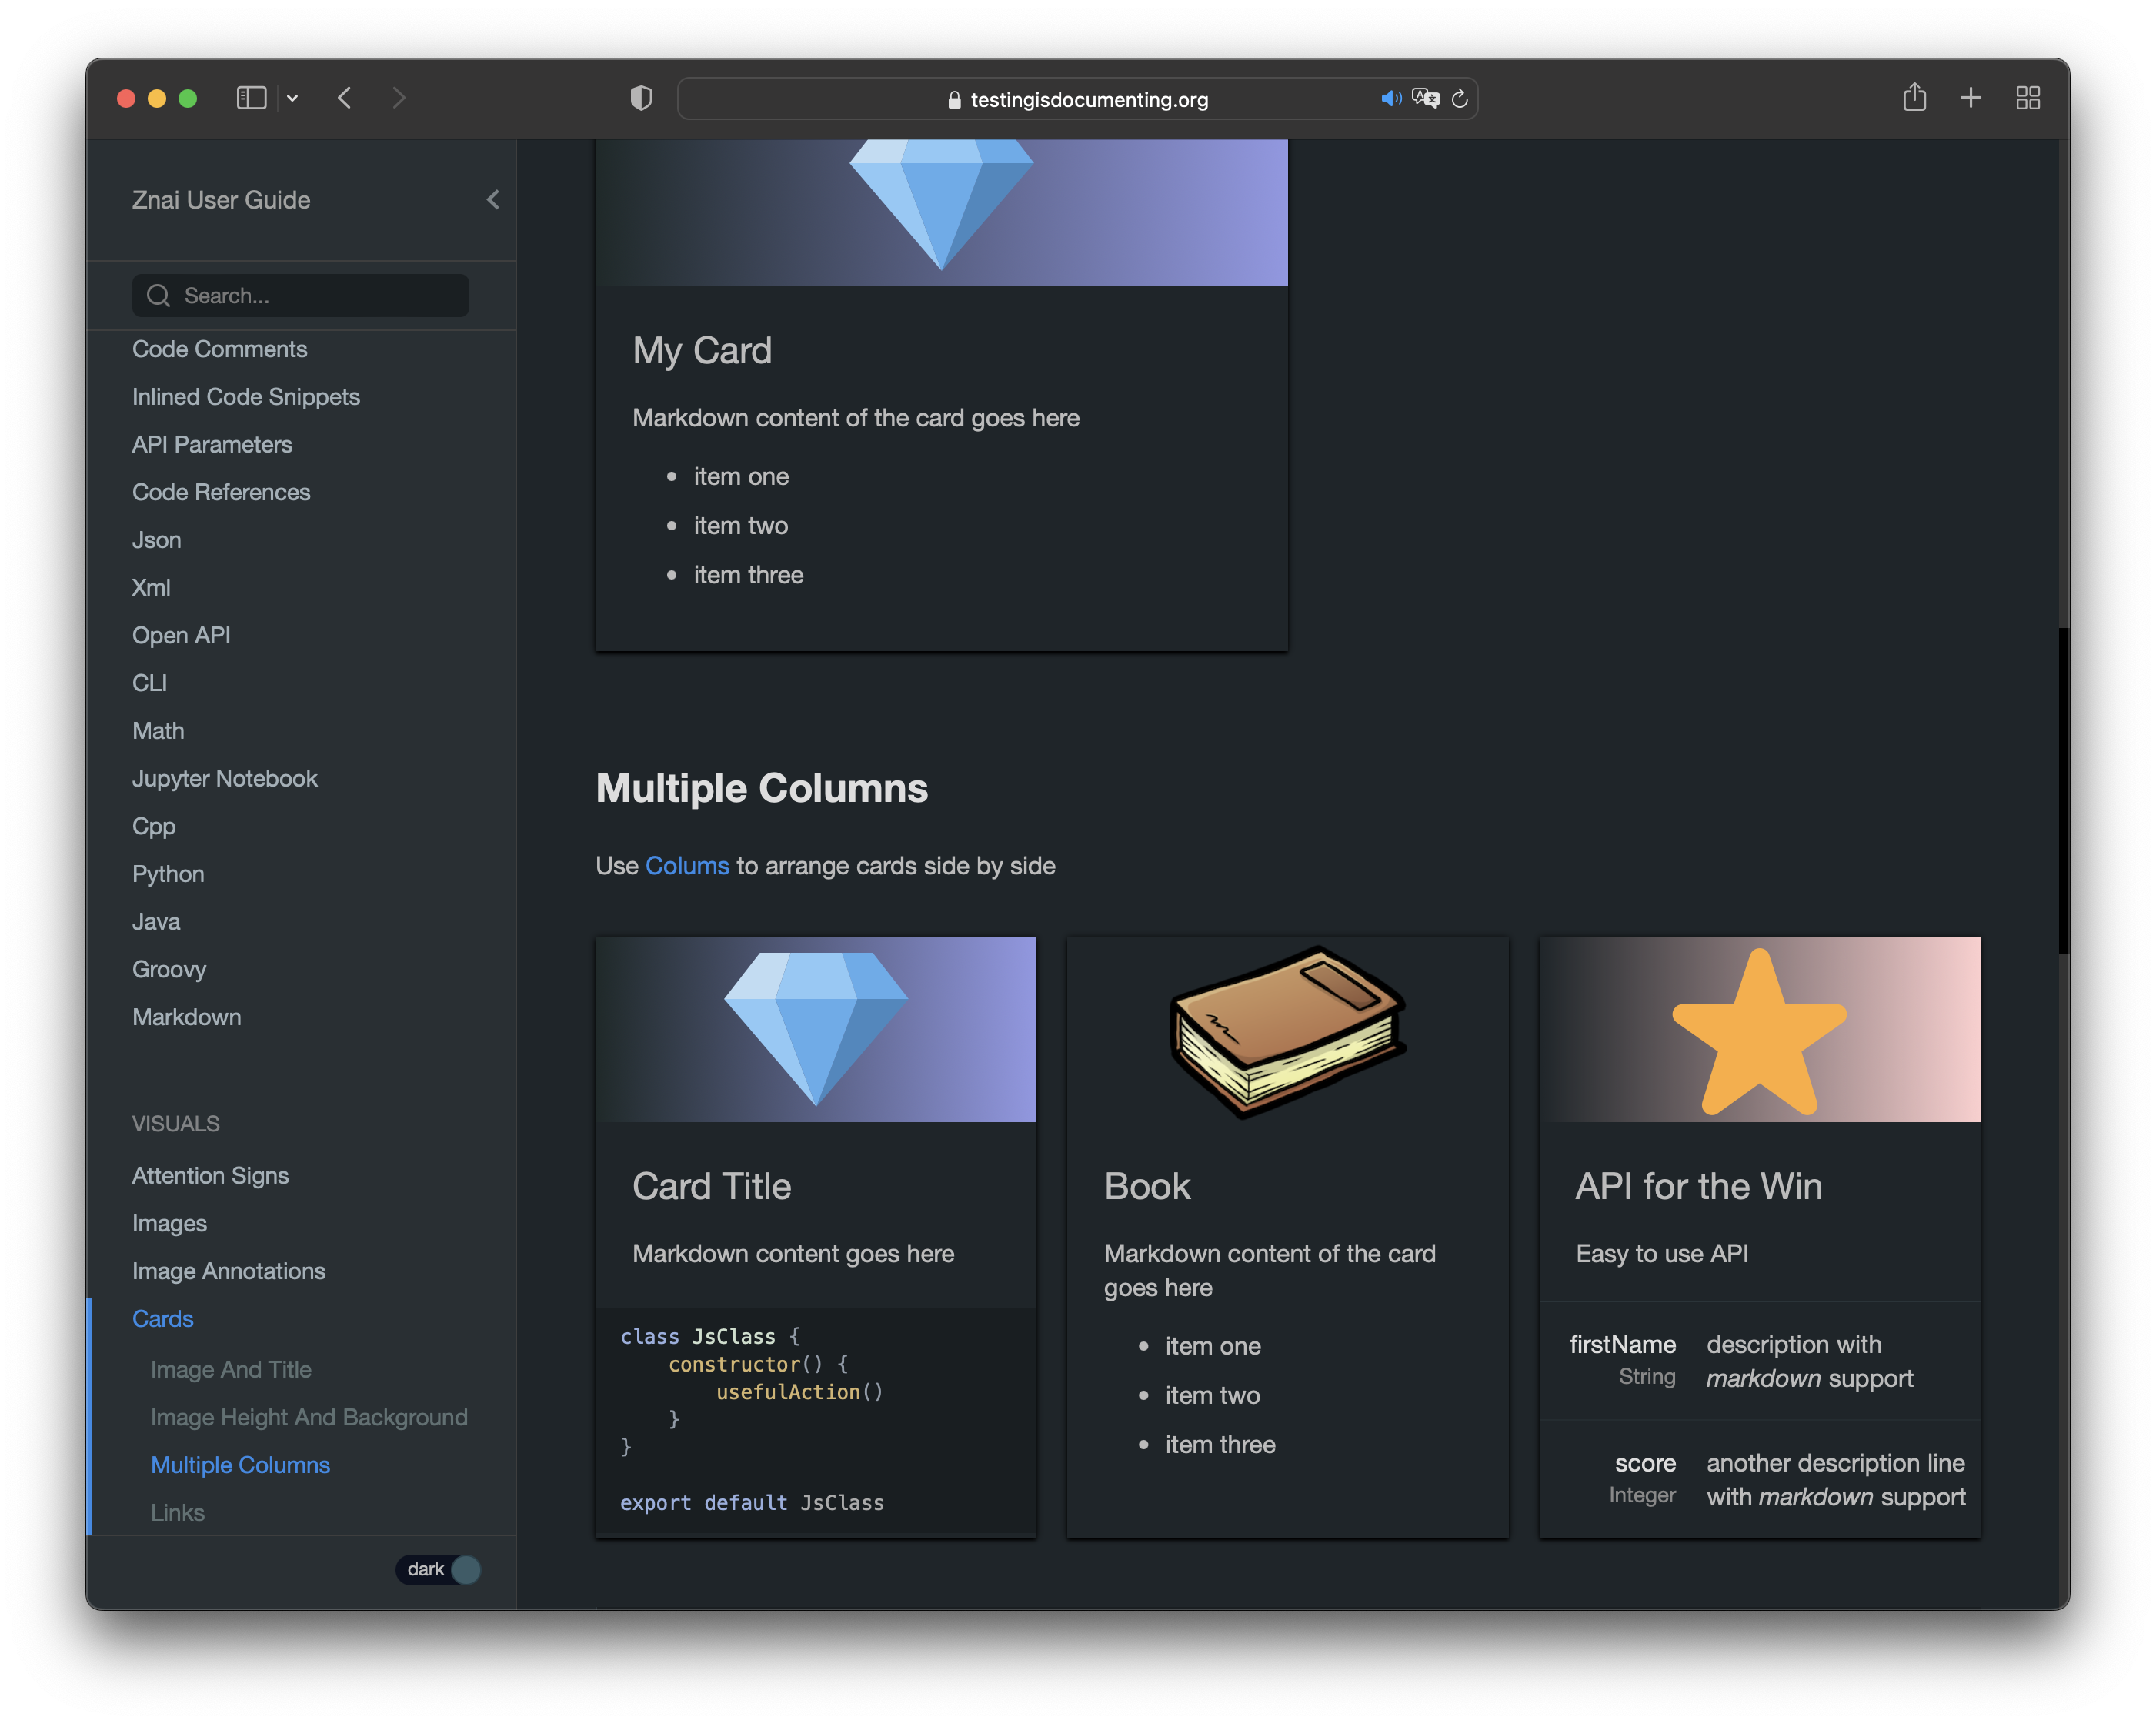 testingisdocumenting.org
Znai User Guide
Search...
Code Comments
Inlined Code Snippets
API Parameters
Code References
Json
Xml
Open API
CLI
Math
Jupyter Notebook
Cpp
Python
Java
Groovy
Markdown
VISUALS
Attention Signs
Images
Image Annotations
Cards
Image And Title
Image Height And Background
Multiple Columns
Links
dark
My Card
Markdown content of the card goes here
• item one
• item two
• item three
Multiple Columns
Use Colums to arrange cards side by side
Card Title
Markdown content goes here
class JsClass {
    constructor() {
        usefulAction()
    }
}
export default JsClass
Book
Markdown content of the card
goes here
• item one
• item two
• item three
API for the Win
Easy to use API
firstName description with
String markdown support
score another description line
Integer with markdown support